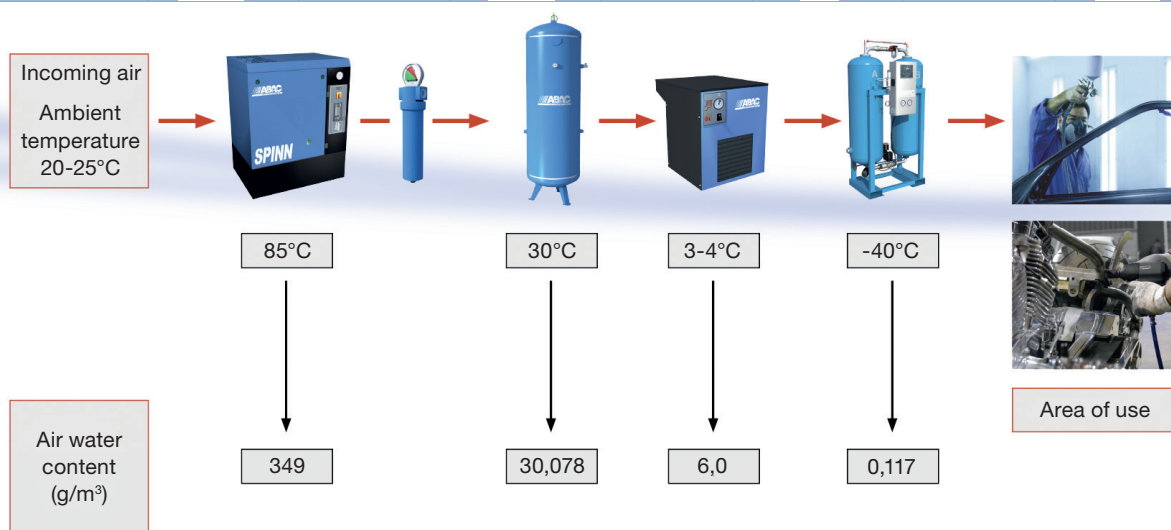 Incoming air
Ambient
temperature
20-25°C
ABAC
SPINN
ABAC
ABAC
A
B
85°C
30°C
3-4°C
-40°C
Air water
content
(g/m³)
349
30,078
6,0
0,117
Area of use